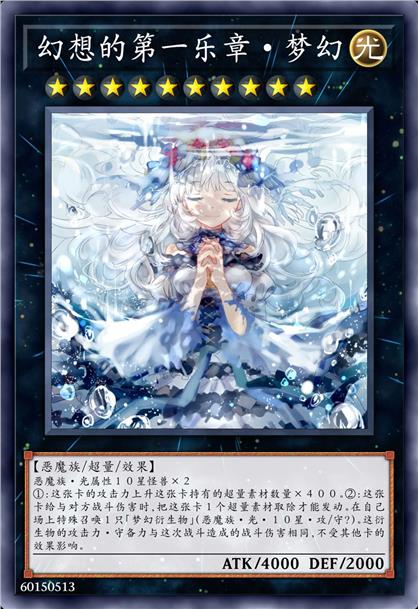 幻想的第一乐章・梦幻 光
【恶魔族/超量/效果】
恶魔族・光属性10星怪兽×2
①:这张卡的攻击力上升这张卡持有的超量素材数量×400。②:这张
卡给与对方战斗伤害时,把这张卡1个超量素材取除才能发动。在自己
场上特殊召唤1只「梦幻衍生物」(恶魔族・光・10星・攻/守?)。这衍
生物的攻击力・守备力与这次战斗造成的战斗伤害相同,不受其他卡的
效果影响。
ATK/4000 DEF/2000
60150513